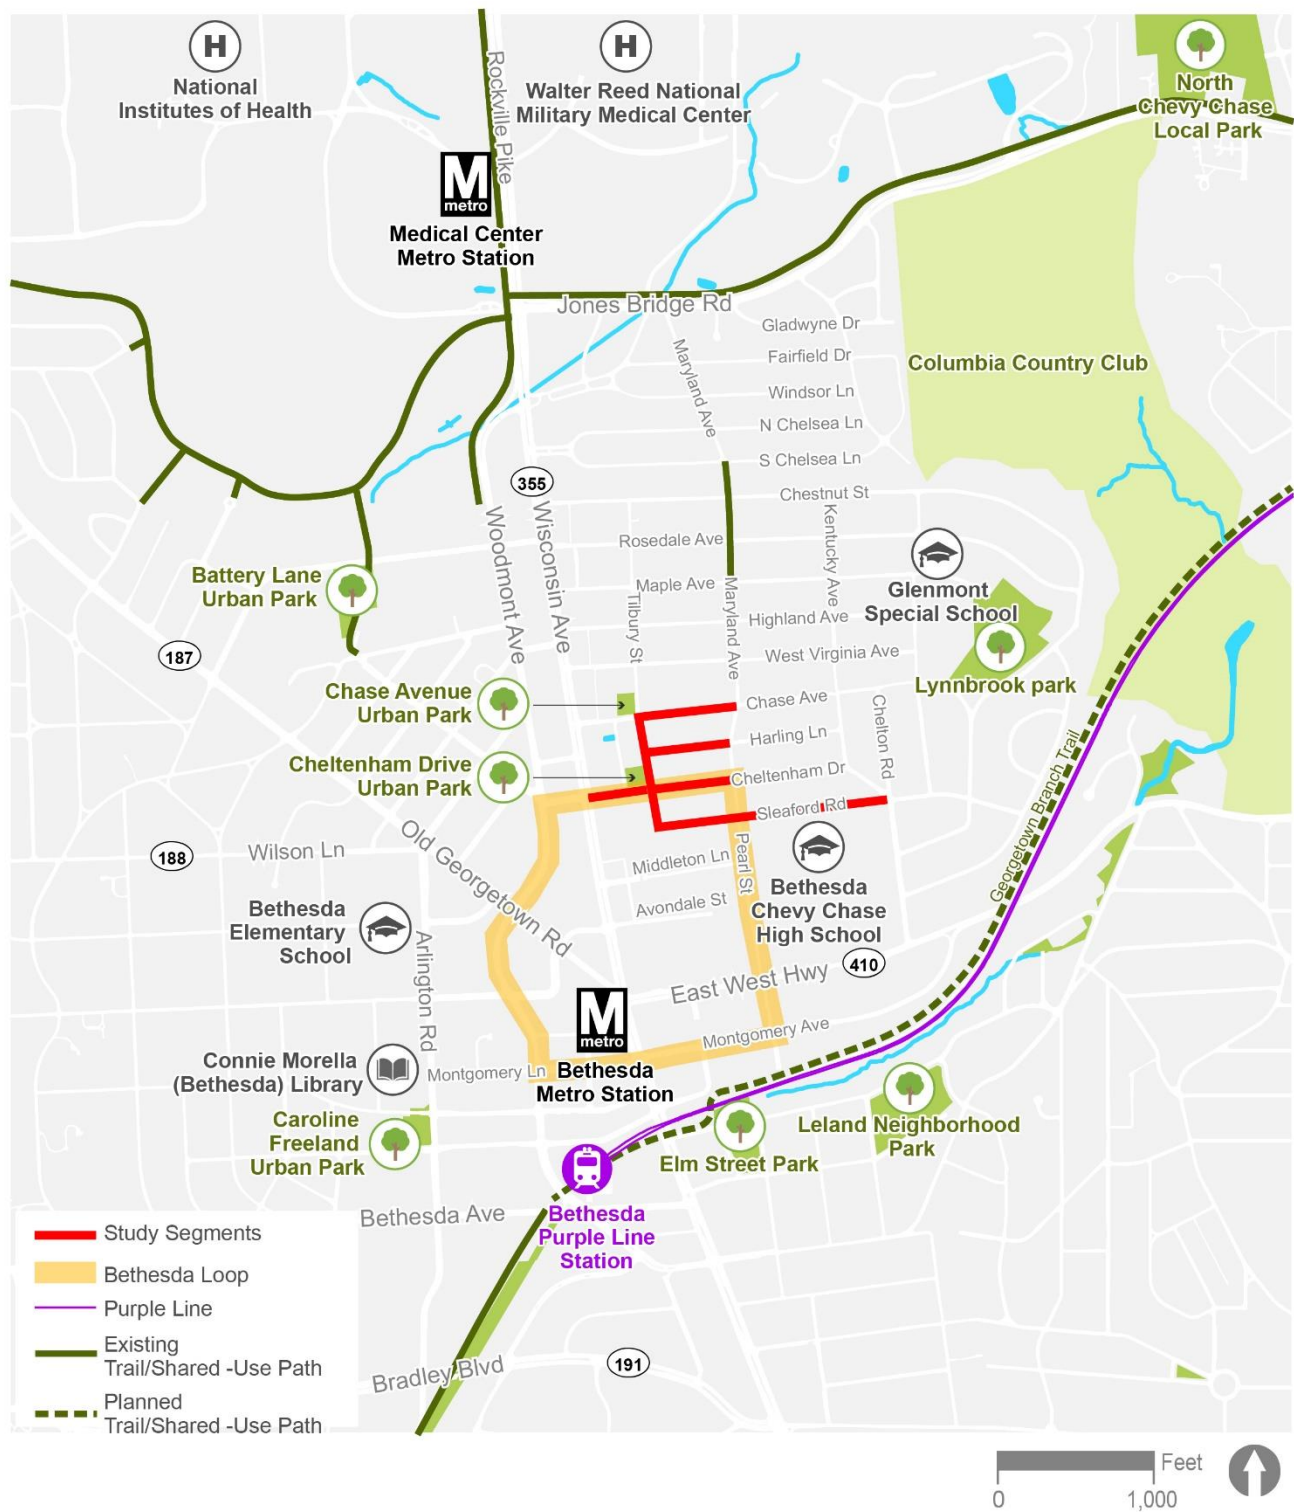 H
National
Institutes of Health
H
Walter Reed National
Military Medical Center
Rockville Pike
North
Chevy Chase
Local Park
M
metro
Medical Center
Metro Station
Jones Bridge Rd
Gladwyne Dr
Fairfield Dr
Windsor Ln
N Chelsea Ln
S Chelsea Ln
Chestnut St
Maryland Ave
Columbia Country Club
355
Woodmont Ave
Wisconsin Ave
Rosedale Ave
Kentucky Ave
Maple Ave
Tilbury St
Maryland Ave
Highland Ave
West Virginia Ave
Glenmont
Special School
Battery Lane
Urban Park
187
Lynnbrook park
Chase Avenue
Urban Park
Chase Ave
Harling Ln
Chelton Rd
Cheltenham Drive
Urban Park
Cheltenham Dr
Sleaford Rd
Georgetown Branch Trail
188
Wilson Ln
Old Georgetown Rd
Middleton Ln
Pearl St
Avondale St
Bethesda
Chevy Chase
High School
Bethesda
Elementary
School
Arlington Rd
410
East West Hwy
M
metro
Bethesda
Metro Station
Montgomery Ave
Connie Morella
(Bethesda) Library
Montgomery Ln
Caroline
Freeland
Urban Park
Elm Street Park
Leland Neighborhood
Park
Bethesda Ave
Bethesda
Purple Line
Station
Bradley Blvd
191
Study Segments
Bethesda Loop
Purple Line
Existing
Trail/Shared -Use Path
Planned
Trail/Shared -Use Path
Feet
0
1,000